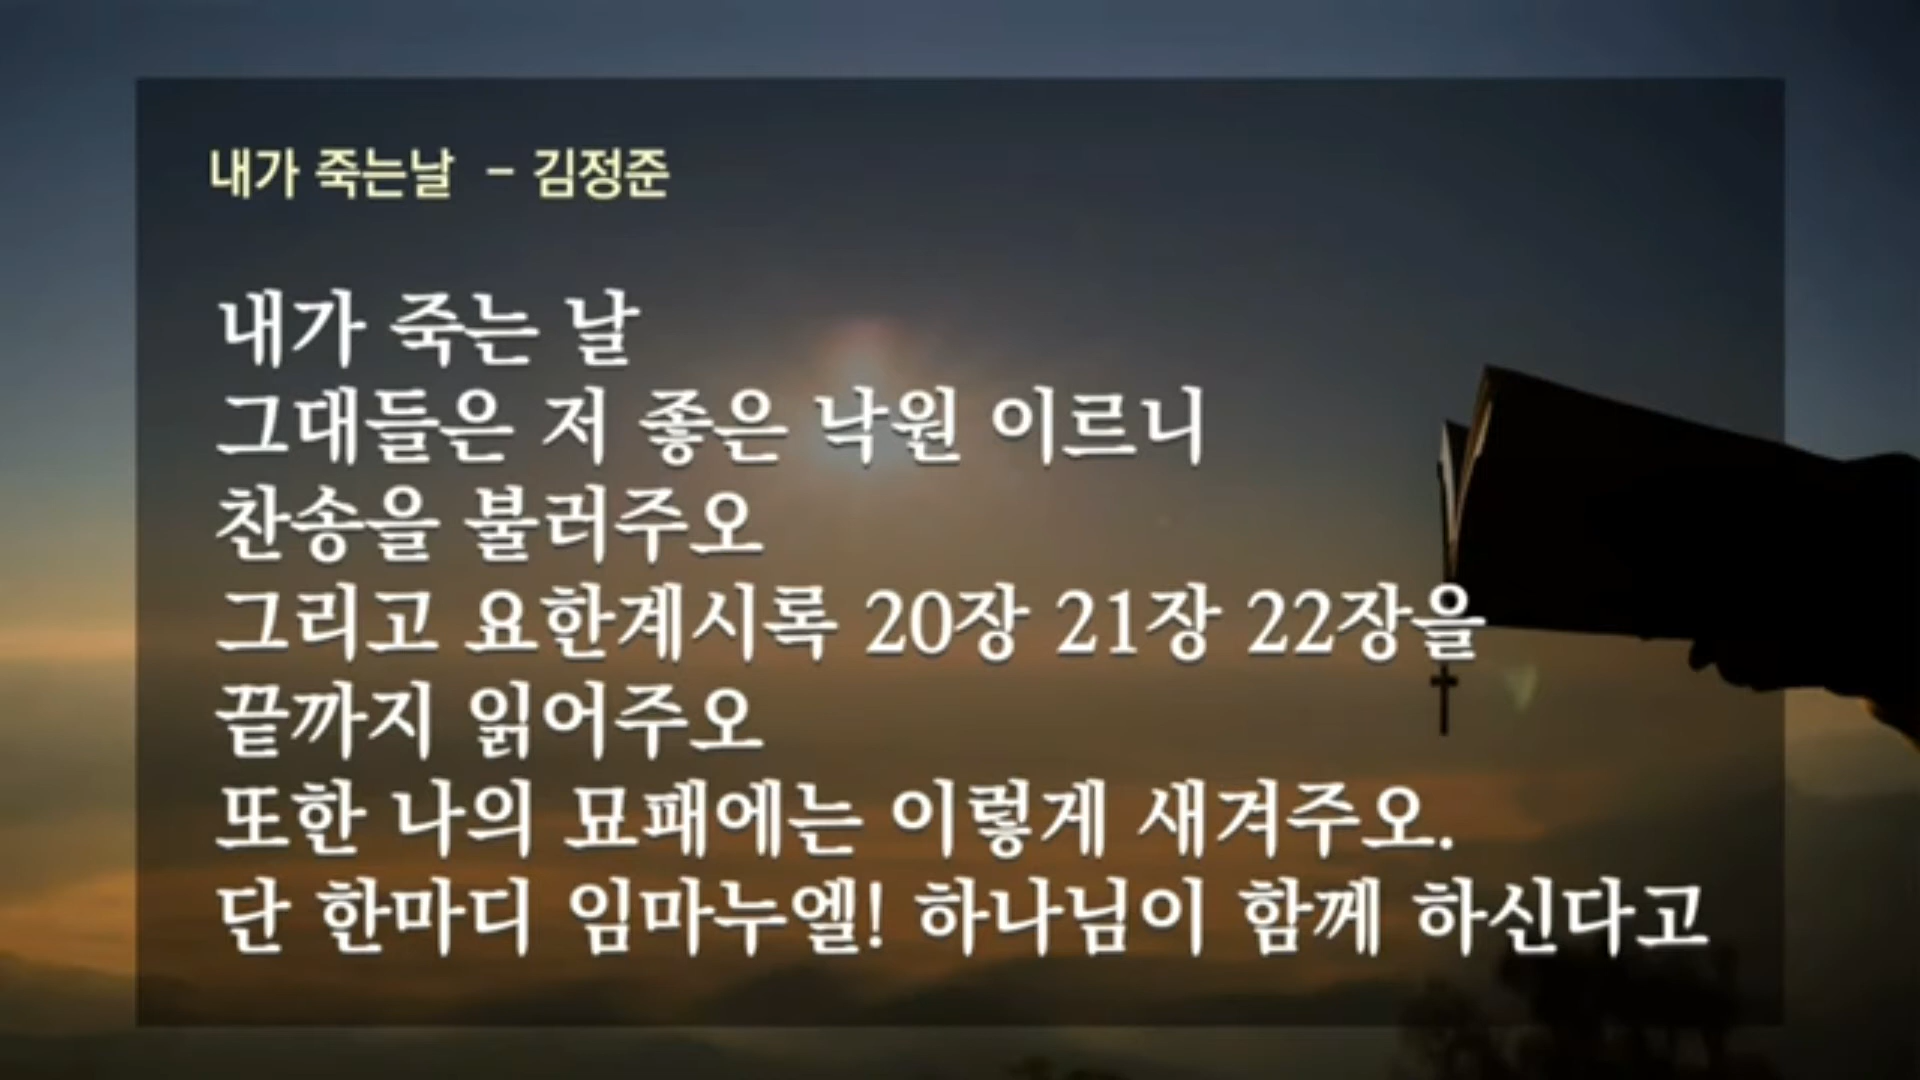 내가 죽는날 - 김정준
내가 죽는 날
그대들은 저 좋은 낙원 이르니
찬송을 불러주오
그리고 요한계시록 20장 21장 22장을
끝까지 읽어주오
또한 나의 묘패에는 이렇게 새겨주오.
단 한마디 임마누엘! 하나님이 함께 하신다고